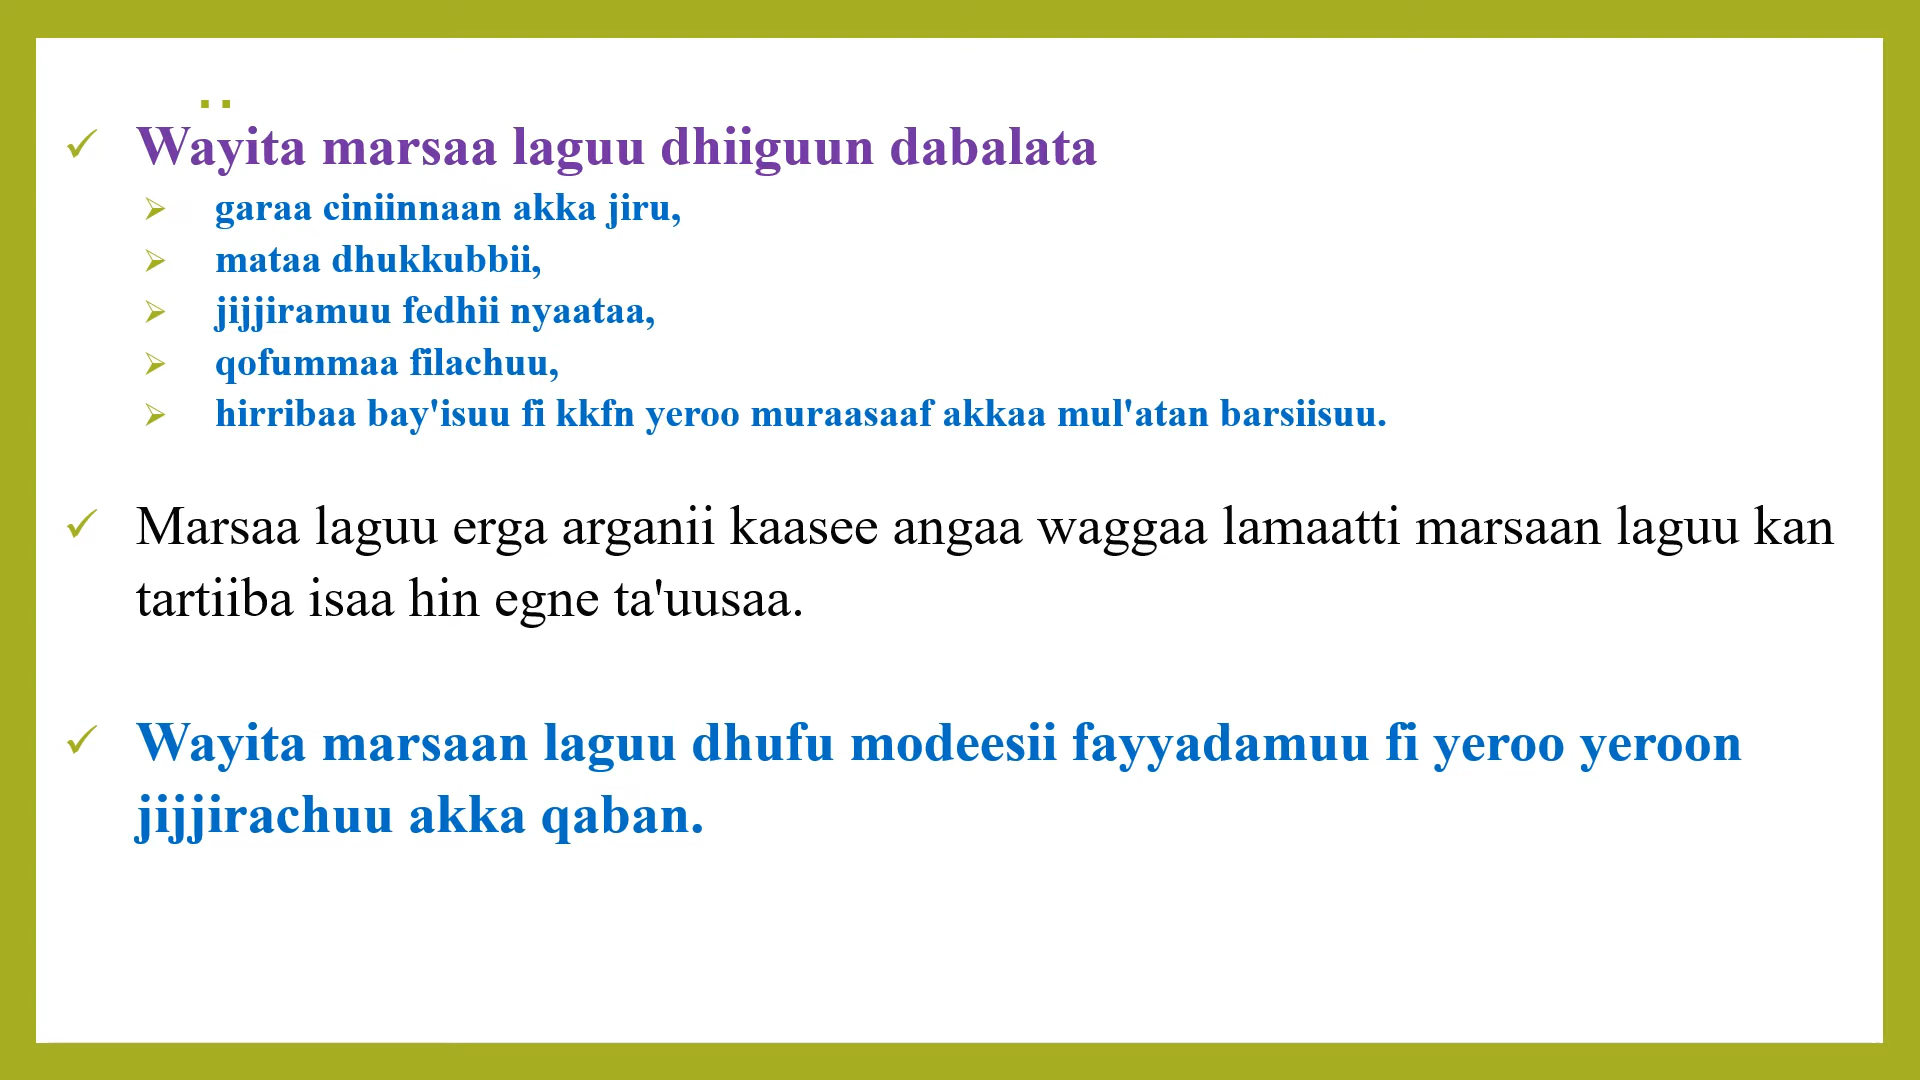 ..
Wayita marsaa laguu dhiiguun dabalata
garaa ciniinnaan akka jiru,
mataa dhukkubbii,
jijjiramuu fedhii nyaataa,
qofummaa filachuu,
hirribaa bay'isuu fi kkfn yeroo muraasaaf akkaa mul'atan barsiisuu.
Marsaa laguu erga arganii kaasee angaa waggaa lamaatti marsaan laguu kan
tartiiba isaa hin egne ta'uusaa.
Wayita marsaan laguu dhufu modeesii fayyadamuu fi yeroo yeroon
jijjirachuu akka qaban.